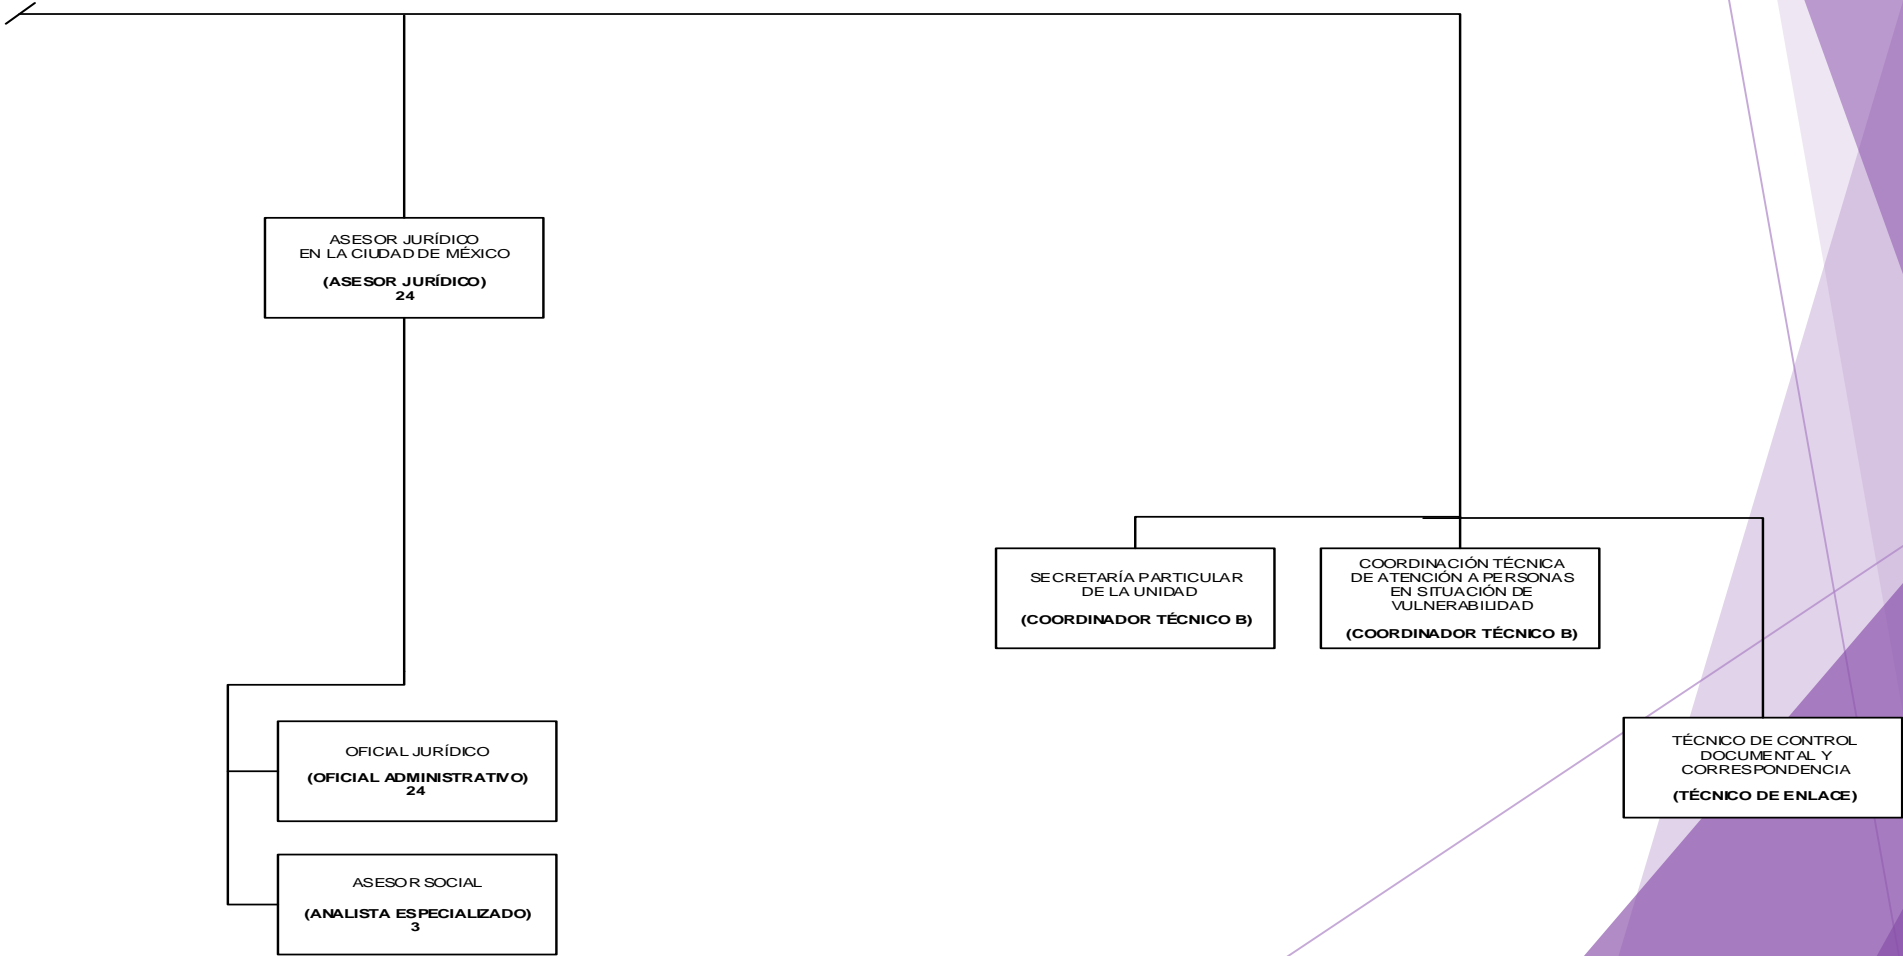 ASESOR JURÍDICO
EN LA CIUDAD DE MÉXICO
(ASESOR JURÍDICO)
24
SECRETARÍA PARTICULAR
DE LA UNIDAD
(COORDINADOR TÉCNICO B)
COORDINACIÓN TÉCNICA
DE ATENCIÓN A PERSONAS
EN SITUACIÓN DE
VULNERABILIDAD
(COORDINADOR TÉCNICO B)
OFICIAL JURÍDICO
(OFICIAL ADMINISTRATIVO)
24
TÉCNICO DE CONTROL
DOCUMENTAL Y
CORRESPONDENCIA
(TÉCNICO DE ENLACE)
ASESOR SOCIAL
(ANALISTA ESPECIALIZADO)
3